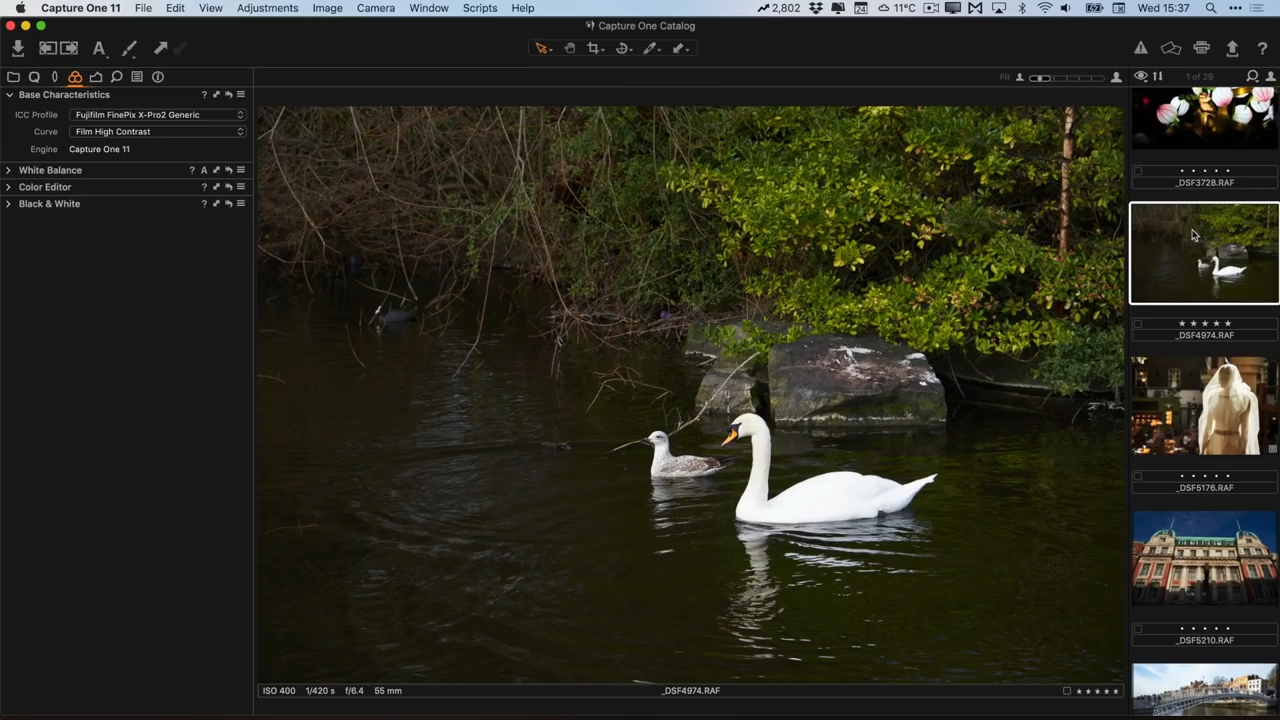 Capture One 11 File Edit View Adjustments Image Camera Window Scripts Help 2,802 24 11°C Wed 15:37
Capture One Catalog
Fit
1 of 29
Base Characteristics
ICC Profile Fujifilm FinePix X-Pro2 Generic
Curve Film High Contrast
Engine Capture One 11
White Balance
Color Editor
Black & White
_DSF3728.RAF
_DSF4974.RAF
_DSF5176.RAF
_DSF5210.RAF
ISO 400 1/420 s f/6.4 55 mm _DSF4974.RAF